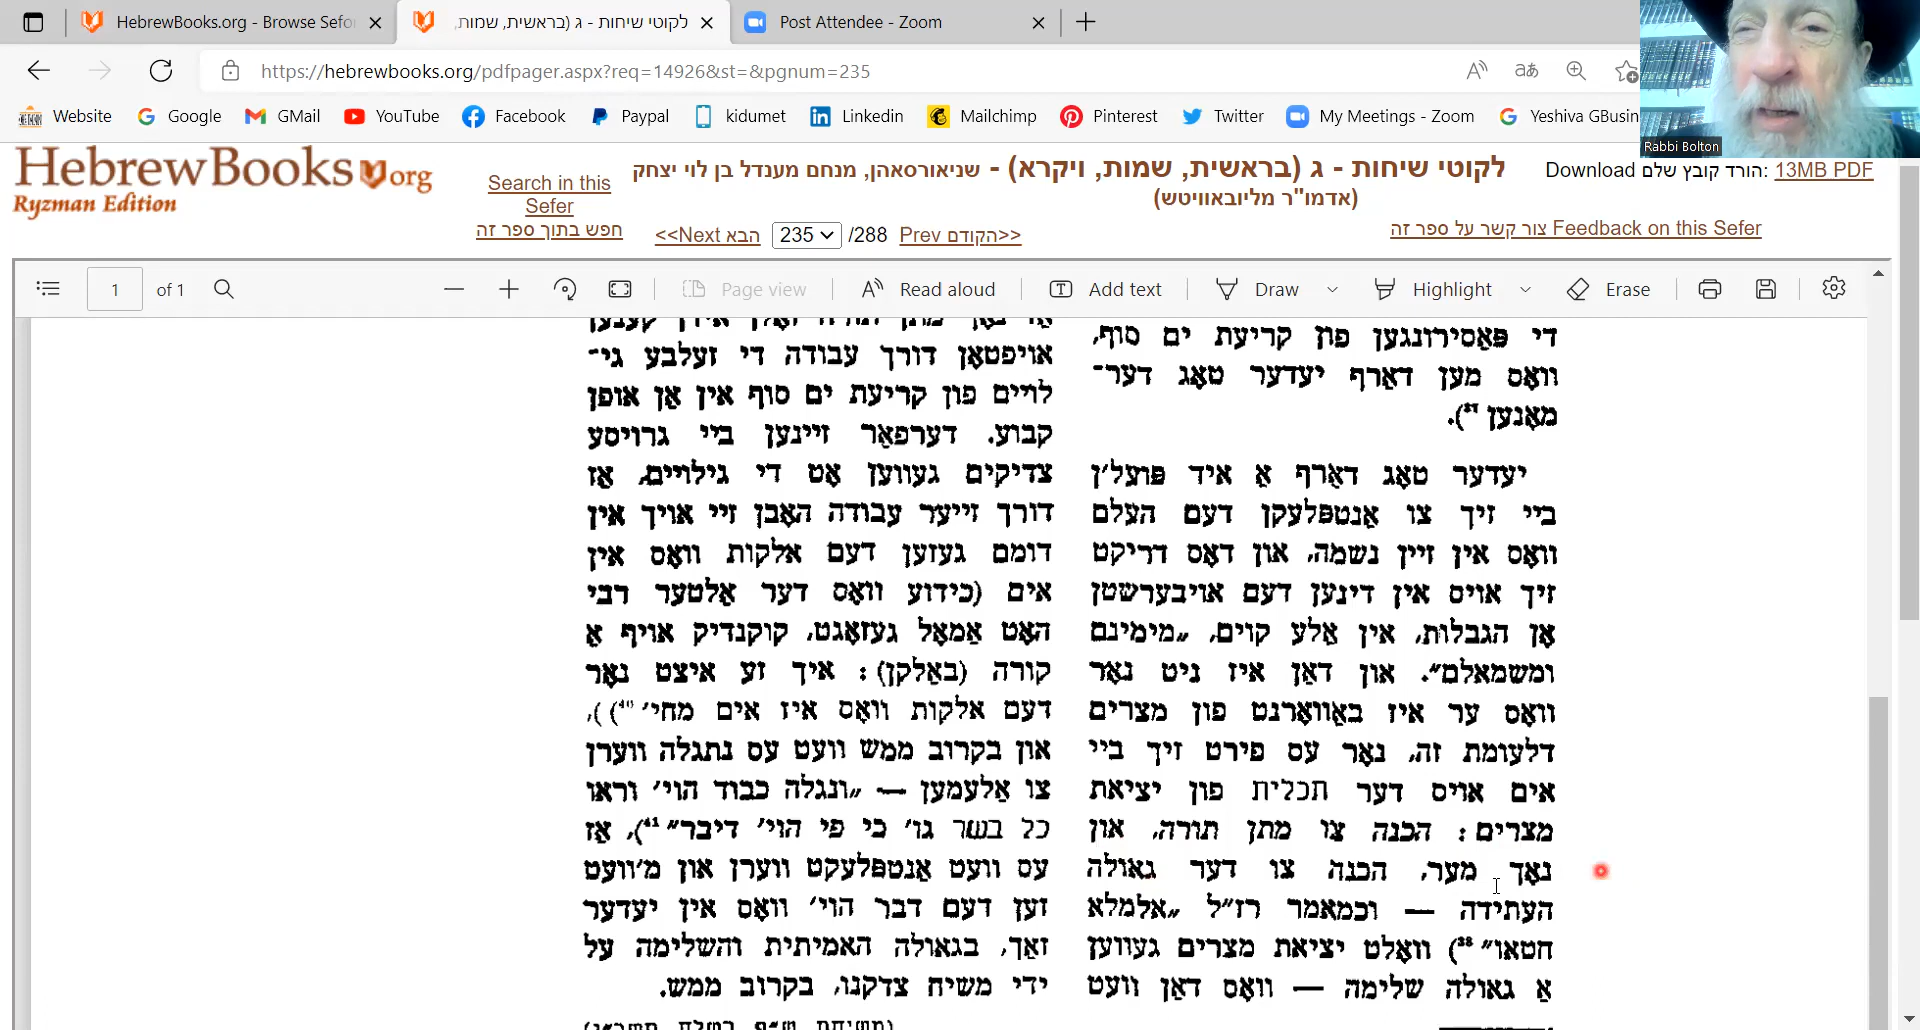 HebrewBooks.org - Browse Sefo
לקוטי שיחות - ג (בראשית, שמות,
Post Attendee - Zoom
https://hebrewbooks.org/pdfpager.aspx?req=14926&st=&pgnum=235
Website Google GMail YouTube Facebook Paypal kidumet Linkedin Mailchimp Pinterest Twitter My Meetings - Zoom Yeshiva GBusin
Rabbi Bolton
HebrewBooks.org
Ryzman Edition
Search in this
Sefer
חפש בתוך ספר זה
לקוטי שיחות - ג (בראשית, שמות, ויקרא) - שניאורסאהן, מנחם מענדל בן לוי יצחק
(אדמו"ר מליובאוויטש)
<<Next הבא 235 /288 Prev הקודם>>
Download הורד קובץ שלם: 13MB PDF
צור קשר על ספר זה Feedback on this Sefer
1 of 1 Page view Read aloud Add text Draw Highlight Erase
די פּאַסירונגען פון קריעת ים סוף,
וואָס מען דאַרף יעדער טאָג דער־
מאָנען ³⁷).
יעדער טאָג דאַרף אַ איד פּועל'ן
ביי זיך צו אַנטפּלעקן דעם העלם
וואָס אין זיין נשמה, און דאָס דריקט
זיך אויס אין דינען דעם אויבערשטן
אָן הגבלות, אין אַלע קוים, „מימינם
ומשמאלם". און דאַן איז ניט נאָר
וואָס ער איז באַוואָרנט פון מצרים
דלעומת זה, נאָר עס פירט זיך ביי
אים אויס דער תכלית פון יציאת
מצרים: הכנה צו מתן תורה, און
נאָך מער, הכנה צו דער גאולה
העתידה — וכמאמר רז"ל „אלמלא
חטאו" ³⁸) וואָלט יציאת מצרים געווען
אַ גאולה שלימה — וואָס דאַן וועט
אויפטאָן דורך עבודה די זעלבע גי־
לויים פון קריעת ים סוף אין אַן אופן
קבוע. דערפאַר זיינען ביי גרויסע
צדיקים געווען אָט די גילויים, אַז
דורך זייער עבודה האָבן זיי אויך אין
דומם געזען דעם אלקות וואָס אין
אים (כידוע וואָס דער אַלטער רבי
האָט אַמאָל געזאָגט, קוקנדיק אויף אַ
קורה (באַלקן): איך זע איצט נאָר
דעם אלקות וואָס איז אים מחי' ⁴⁰)),
און בקרוב ממש וועט עס נתגלה ווערן
צו אַלעמען — „ונגלה כבוד הוי' וראו
כל בשר גו' כי פי הוי' דיבר" ⁴¹), אַז
עס וועט אַנטפּלעקט ווערן און מ'וועט
זען דעם דבר הוי' וואָס אין יעדער
זאַך, בגאולה האמיתית והשלימה על
ידי משיח צדקנו, בקרוב ממש.